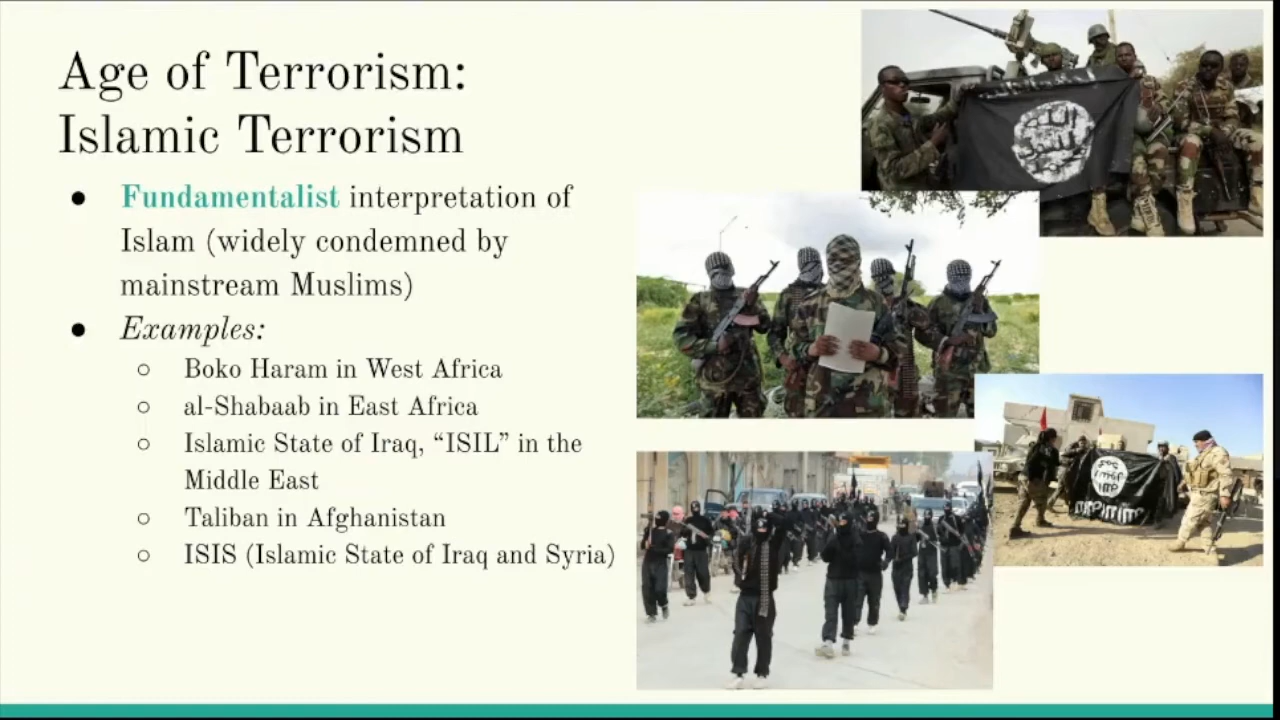 Age of Terrorism:
Islamic Terrorism
● Fundamentalist interpretation of
Islam (widely condemned by
mainstream Muslims)
● Examples:
○ Boko Haram in West Africa
○ al-Shabaab in East Africa
○ Islamic State of Iraq, “ISIL” in the
Middle East
○ Taliban in Afghanistan
○ ISIS (Islamic State of Iraq and Syria)